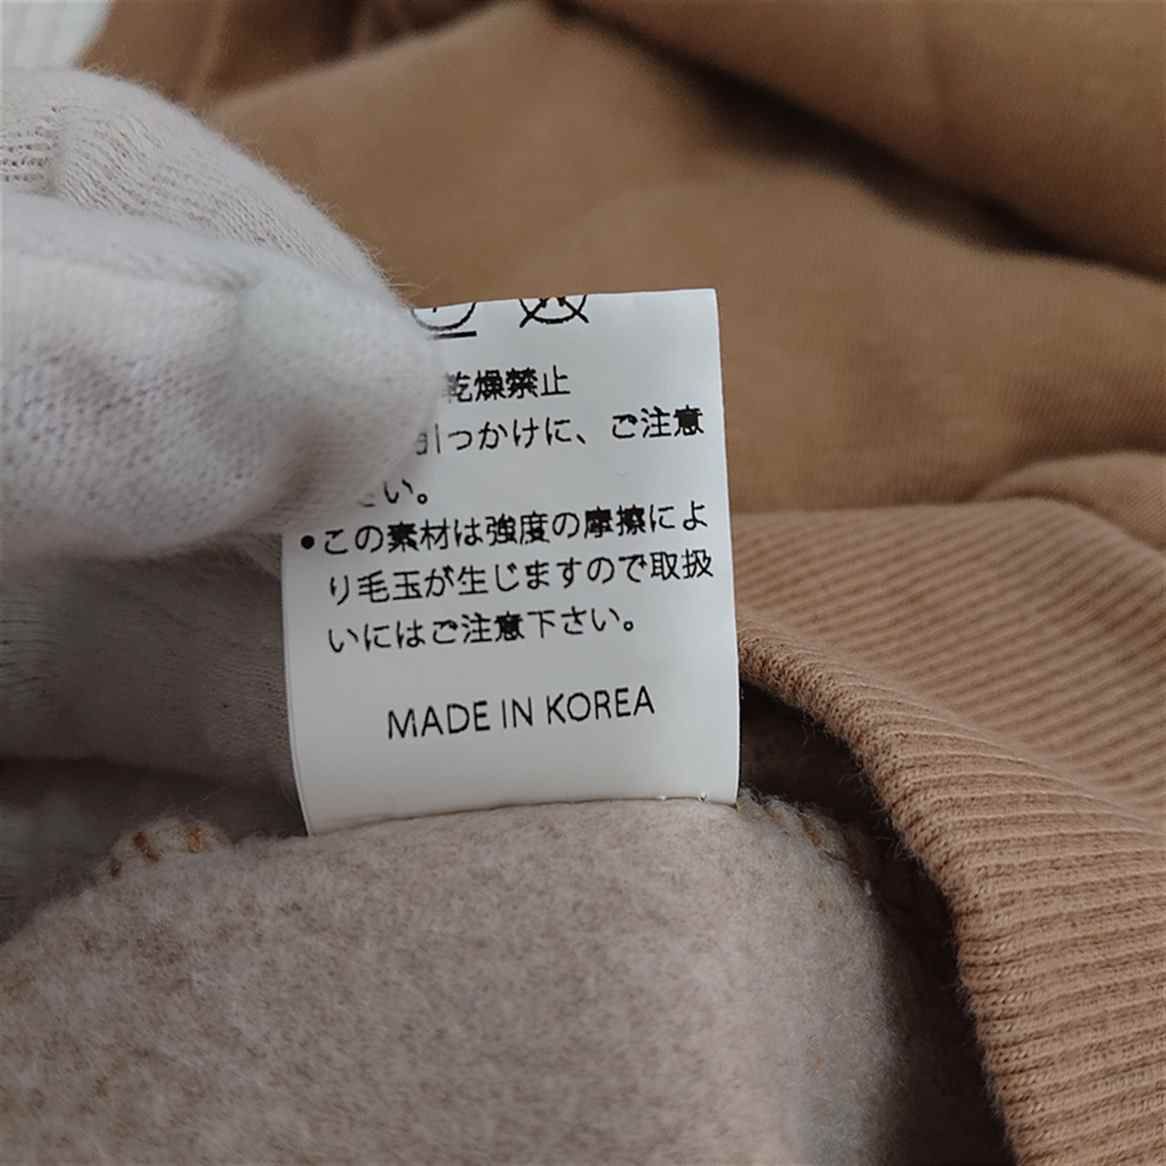 乾燥禁止
引っかけに、ご注意
さい。
•この素材は強度の摩擦によ
り毛玉が生じますので取扱
いにはご注意下さい。
MADE IN KOREA